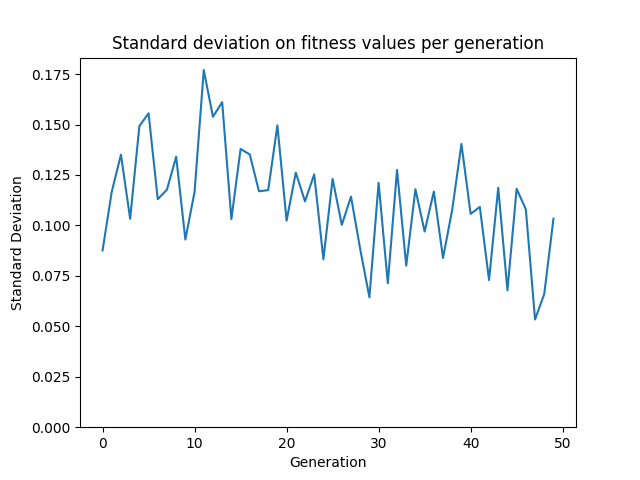 Standard deviation on fitness values per generation
0.175
0.150
0.125
0.100
0.075
0.050
0.025
0.000
Standard Deviation
0 10 20 30 40 50
Generation